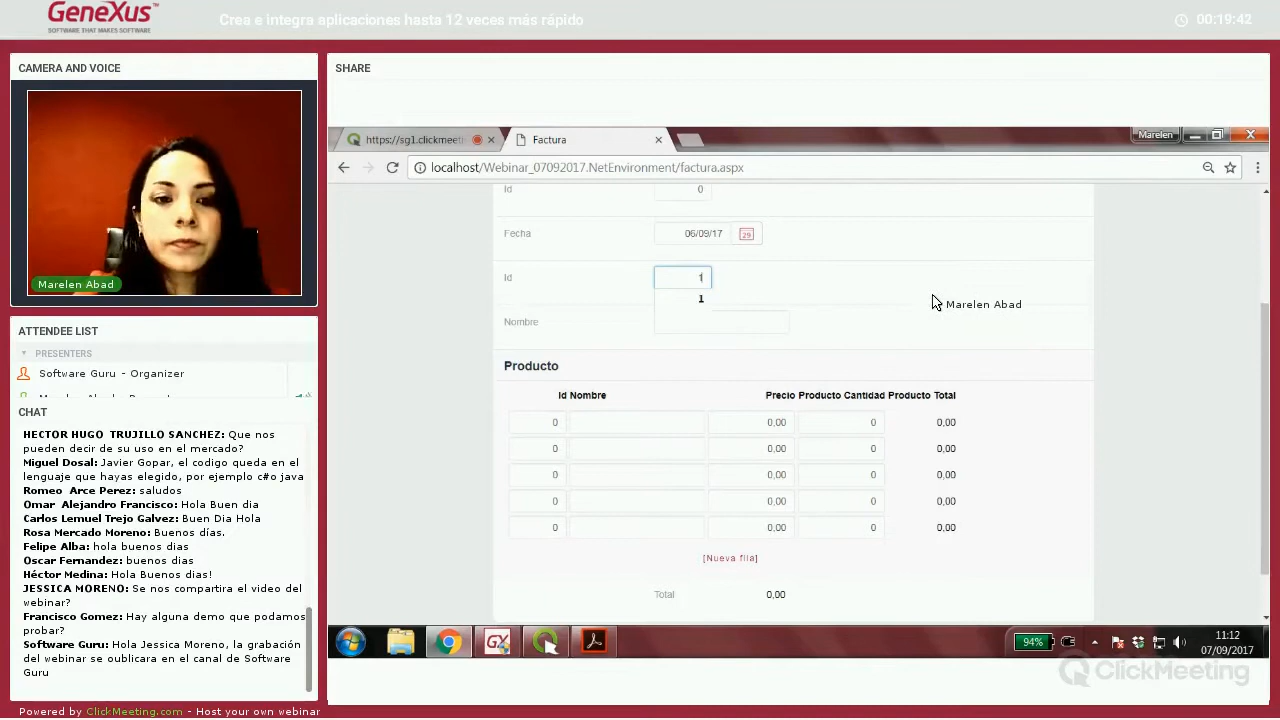 GeneXus™
SOFTWARE THAT MAKES SOFTWARE
Crea e integra aplicaciones hasta 12 veces más rápido
00:19:42
CAMERA AND VOICE
Marelen Abad
ATTENDEE LIST
PRESENTERS
Software Guru - Organizer
CHAT
HECTOR HUGO TRUJILLO SANCHEZ: Que nos
pueden decir de su uso en el mercado?
Miguel Dosal: Javier Gopar, el codigo queda en el
lenguaje que hayas elegido, por ejemplo c#o java
Romeo Arce Perez: saludos
Omar Alejandro Francisco: Hola Buen dia
Carlos Lemuel Trejo Galvez: Buen Dia Hola
Rosa Mercado Moreno: Buenos días.
Felipe Alba: hola buenos dias
Oscar Fernandez: buenos dias
Héctor Medina: Hola Buenos dias!
JESSICA MORENO: Se nos compartira el video del
webinar?
Francisco Gomez: Hay alguna demo que podamos
probar?
Software Guru: Hola Jessica Moreno, la grabación
del webinar se oublicara en el canal de Software
Guru
Powered by ClickMeeting.com - Host your own webinar
SHARE
https://sg1.clickmeeti
Factura
Marelen
localhost/Webinar_07092017.NetEnvironment/factura.aspx
Id 0
Fecha 06/09/17 29
Id 1
1
Marelen Abad
Nombre
Producto
Id Nombre Precio Producto Cantidad Producto Total
0 0,00 0 0,00
0 0,00 0 0,00
0 0,00 0 0,00
0 0,00 0 0,00
0 0,00 0 0,00
[Nueva fila]
Total 0,00
GX
94%
11:12
07/09/2017
ClickMeeting